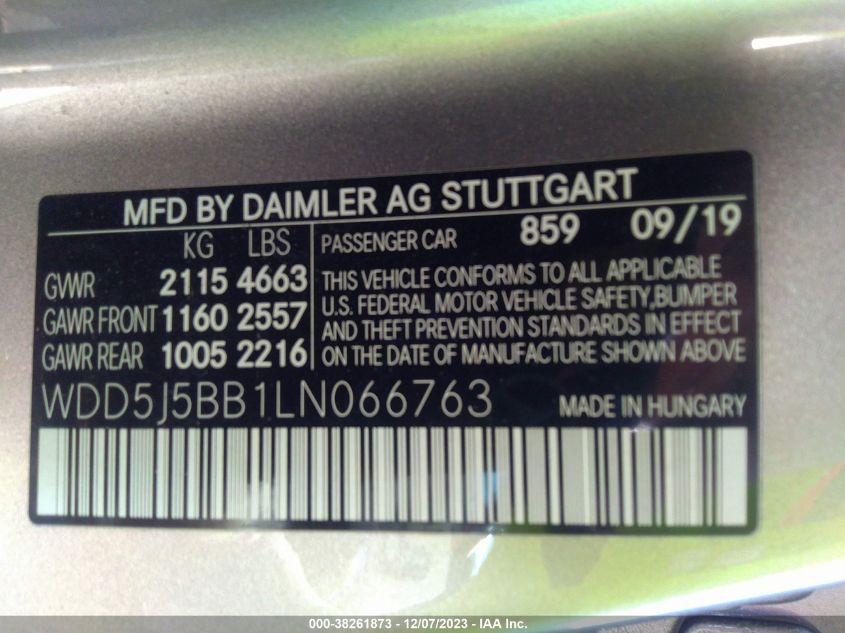 MFD BY DAIMLER AG STUTTGART
KG LBS
GVWR 2115 4663
GAWR FRONT 1160 2557
GAWR REAR 1005 2216
PASSENGER CAR 859 09/19
THIS VEHICLE CONFORMS TO ALL APPLICABLE
U.S. FEDERAL MOTOR VEHICLE SAFETY,BUMPER
AND THEFT PREVENTION STANDARDS IN EFFECT
ON THE DATE OF MANUFACTURE SHOWN ABOVE
WDD5J5BB1LN066763 MADE IN HUNGARY
000-38261873 - 12/07/2023 - IAA Inc.